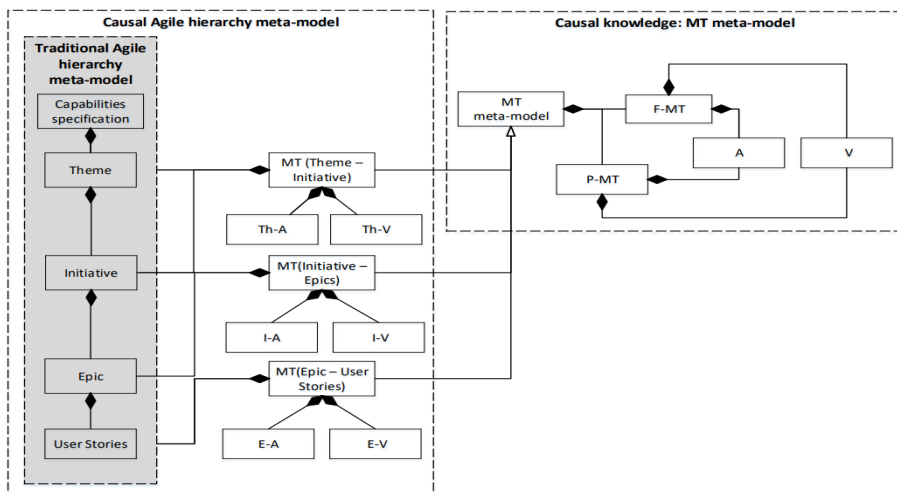 Causal Agile hierarchy meta-model
Traditional Agile
hierarchy
meta-model
Capabilities
specification
Theme
Initiative
Epic
User Stories
MT (Theme –
Initiative)
Th-A
Th-V
MT(Initiative –
Epics)
I-A
I-V
MT(Epic – User
Stories)
E-A
E-V
Causal knowledge: MT meta-model
MT
meta-model
F-MT
A
V
P-MT